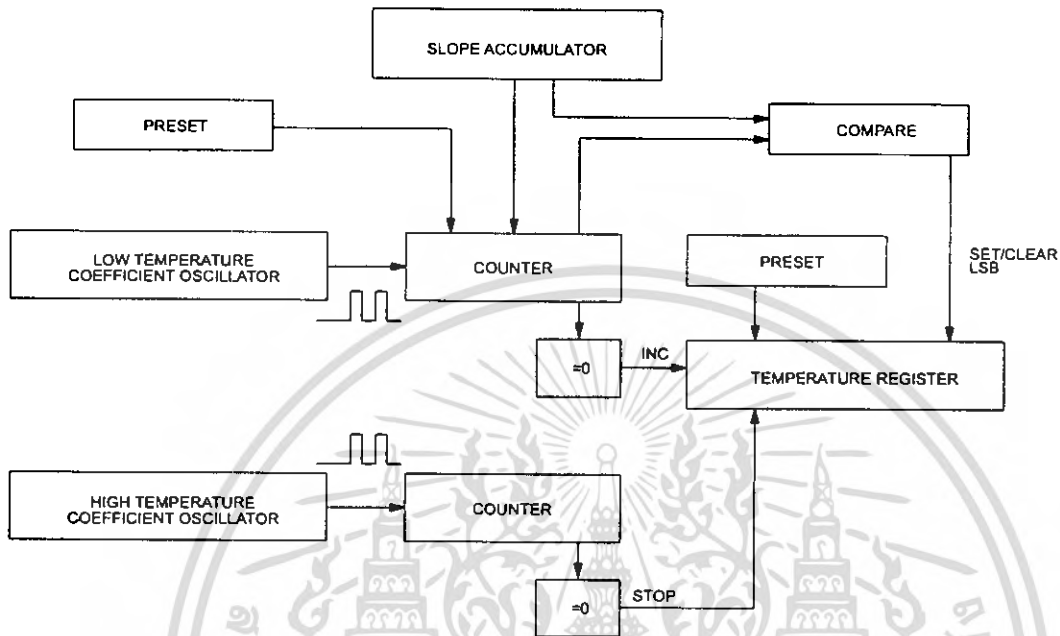 SLOPE ACCUMULATOR
PRESET
COMPARE
LOW TEMPERATURE
COEFFICIENT OSCILLATOR
COUNTER
PRESET
SET/CLEAR
LSB
=0
INC
TEMPERATURE REGISTER
HIGH TEMPERATURE
COEFFICIENT OSCILLATOR
COUNTER
=0
STOP